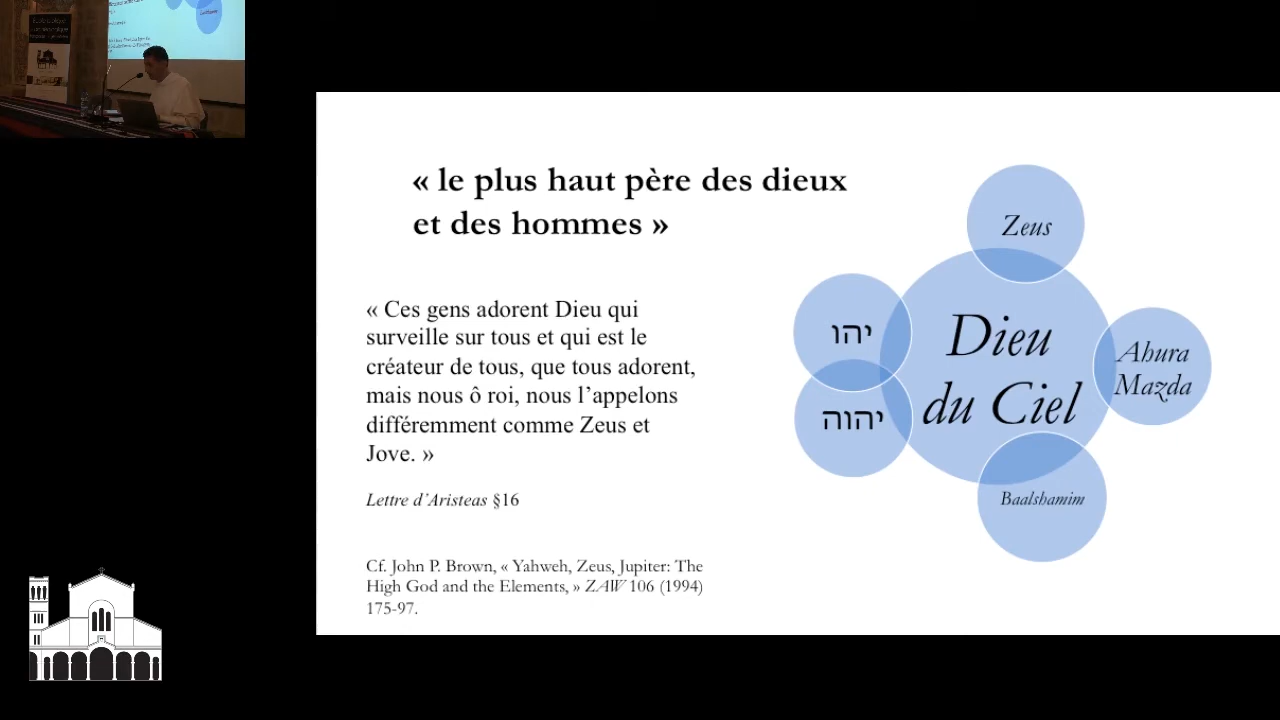 « le plus haut père des dieux
et des hommes »
« Ces gens adorent Dieu qui
surveille sur tous et qui est le
créateur de tous, que tous adorent,
mais nous ô roi, nous l’appelons
différemment comme Zeus et
Jove. »
Lettre d’Aristeas §16
Cf. John P. Brown, « Yahweh, Zeus, Jupiter: The
High God and the Elements, » ZAW 106 (1994)
175-97.
Zeus
יהו
יהוה
Dieu
du Ciel
Ahura
Mazda
Baalshamim